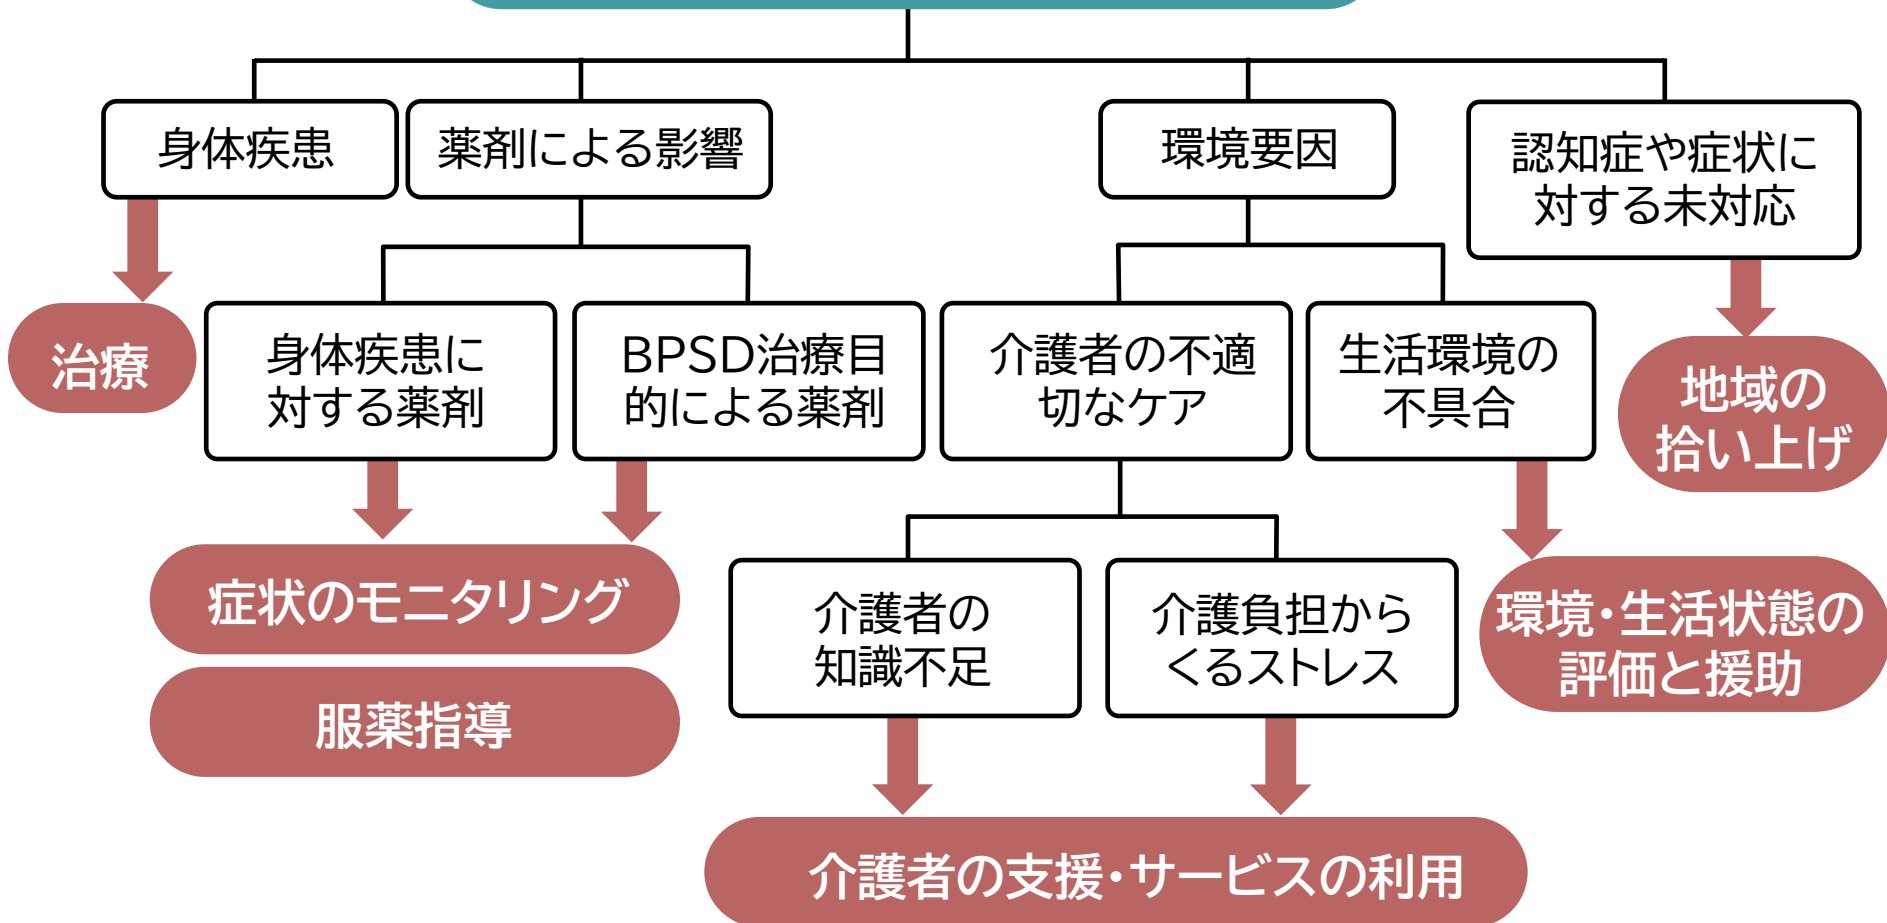 身体疾患
薬剤による影響
環境要因
認知症や症状に
対する未対応
治療
身体疾患に
対する薬剤
BPSD治療目
的による薬剤
介護者の不適
切なケア
生活環境の
不具合
地域の
拾い上げ
症状のモニタリング
服薬指導
介護者の
知識不足
介護負担から
くるストレス
環境・生活状態の
評価と援助
介護者の支援・サービスの利用